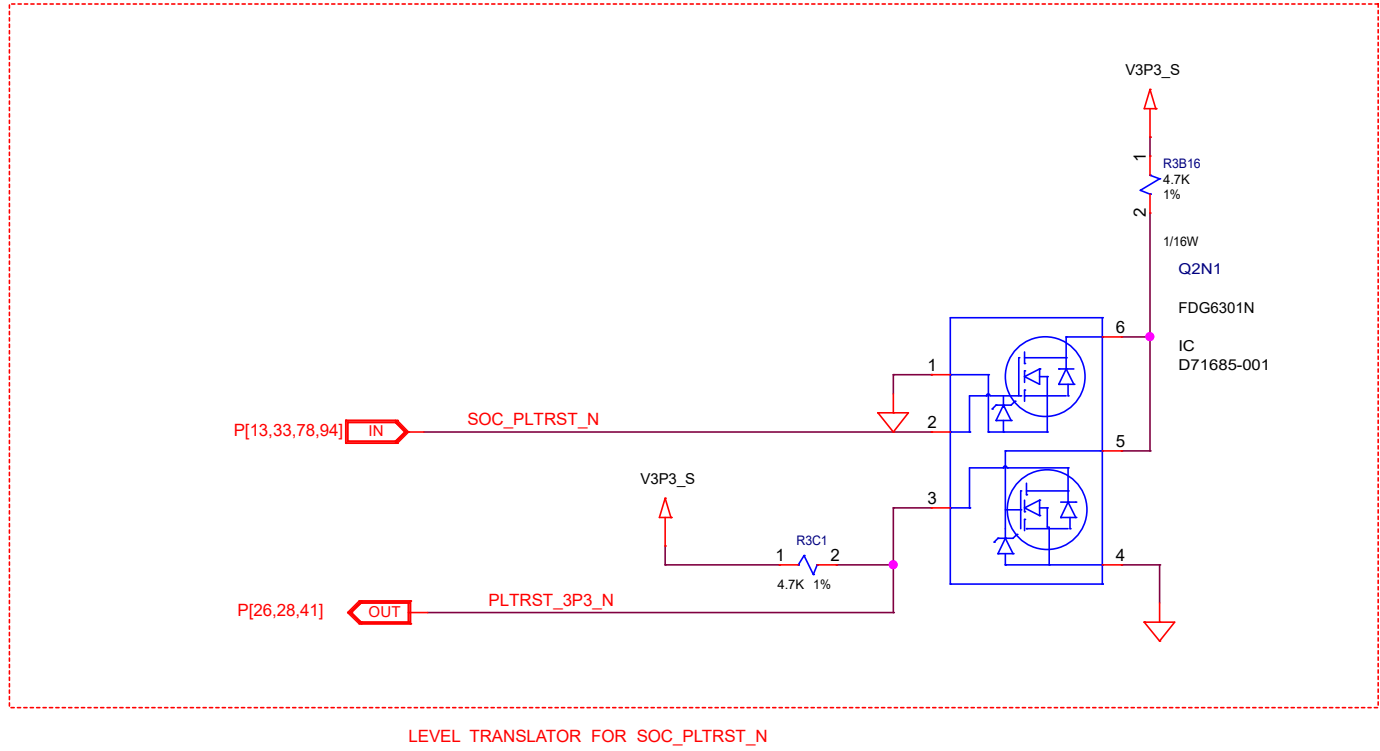 V3P3_S
1
R3B16
4.7K
1%
2
1/16W
Q2N1
FDG6301N
IC
D71685-001
6
1
SOC_PLTRST_N
P[13,33,78,94]
IN
2
5
V3P3_S
3
R3C1
1
2
4.7K 1%
4
PLTRST_3P3_N
P[26,28,41]
OUT
LEVEL TRANSLATOR FOR SOC_PLTRST_N